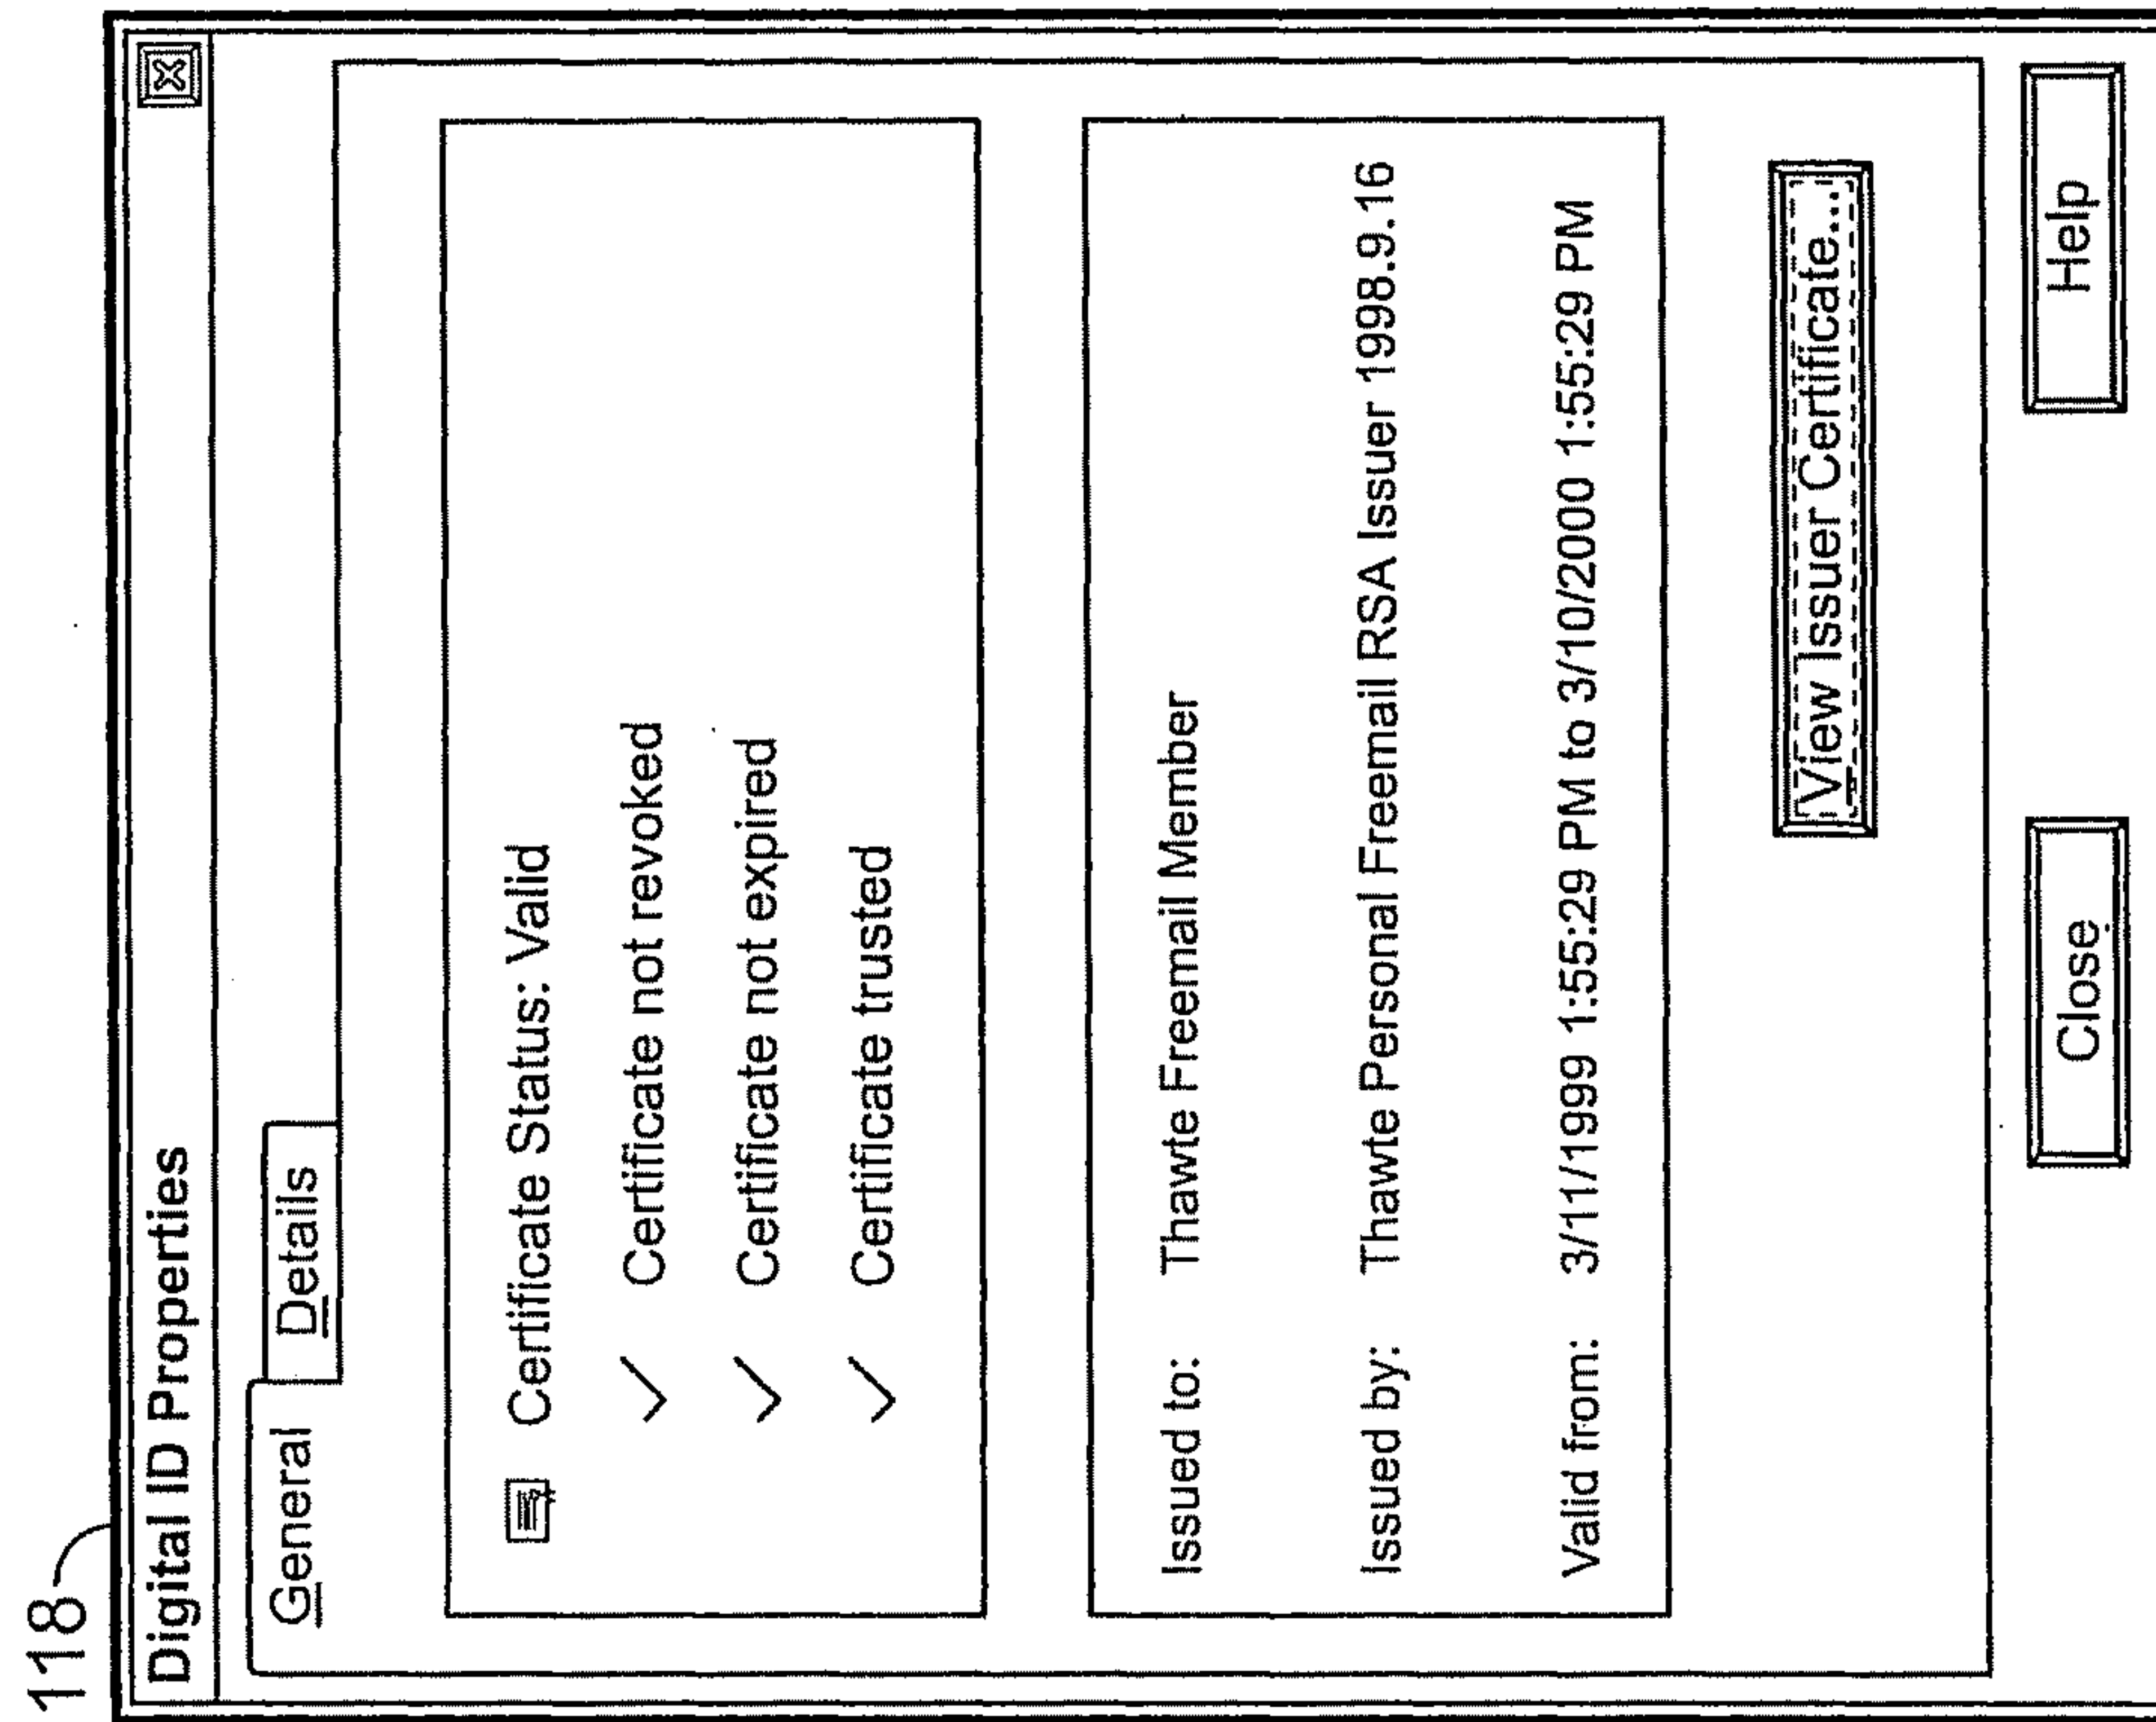 118
Digital ID Properties
General Details
Certificate Status: Valid
Certificate not revoked
Certificate not expired
Certificate trusted
Issued to: Thawte Freemail Member
Issued by: Thawte Personal Freemail RSA Issuer 1998.9.16
Valid from: 3/11/1999 1:55:29 PM to 3/10/2000 1:55:29 PM
View Issuer Certificate...
Close Help